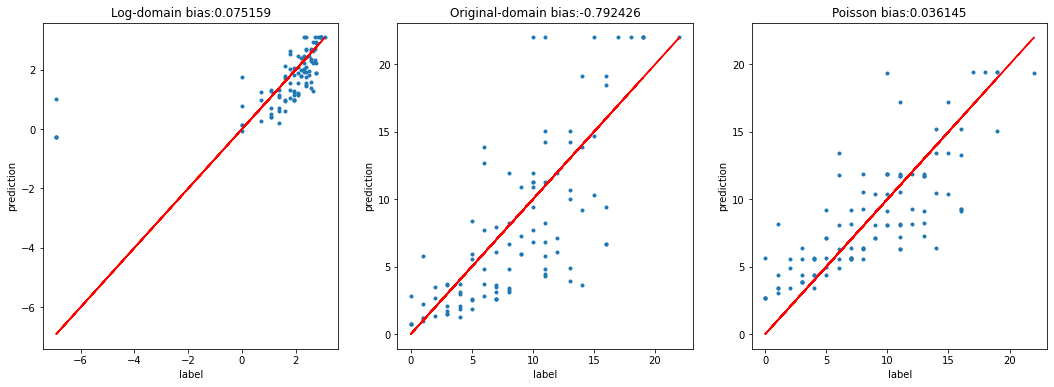 Log-domain bias:0.075159
prediction
2
0
−2
−4
−6
−6 −4 −2 0 2
label
Original-domain bias:-0.792426
prediction
20
15
10
5
0
0 5 10 15 20
label
Poisson bias:0.036145
prediction
20
15
10
5
0
0 5 10 15 20
label